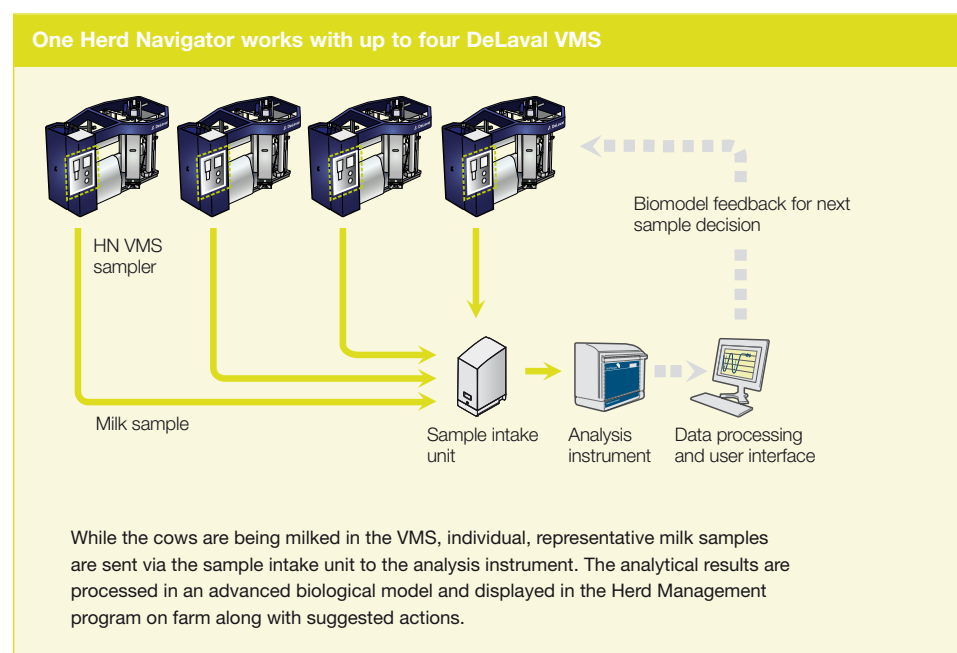 One Herd Navigator works with up to four DeLaval VMS
DeLaval
DeLaval
DeLaval
DeLaval
HN VMS
sampler
Biomodel feedback for next
sample decision
Milk sample
Sample intake
unit
Analysis
instrument
Data processing
and user interface
While the cows are being milked in the VMS, individual, representative milk samples
are sent via the sample intake unit to the analysis instrument. The analytical results are
processed in an advanced biological model and displayed in the Herd Management
program on farm along with suggested actions.